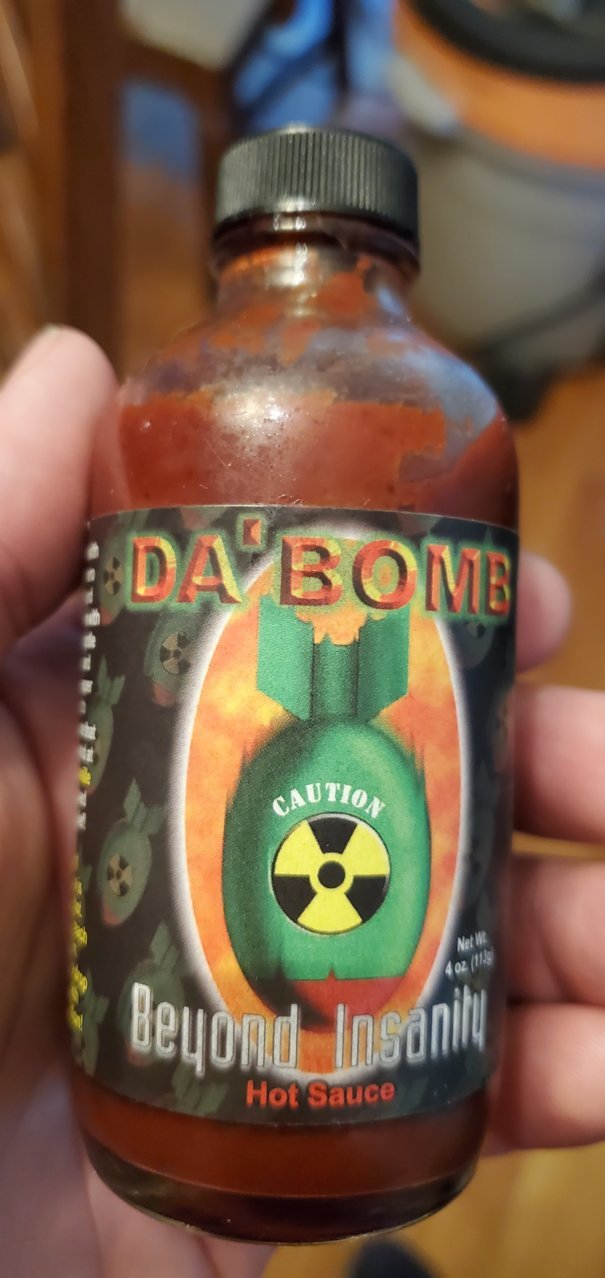 DA' BOMB
CAUTION
Net Wt.
4 oz. (113g)
Beyond Insanity
Hot Sauce